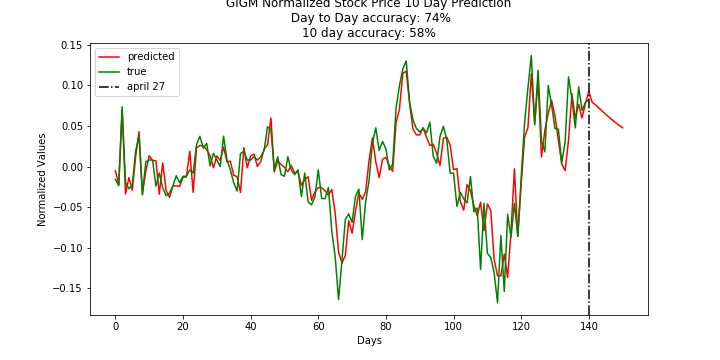 GIGM Normalized Stock Price 10 Day Prediction
Day to Day accuracy: 74%
10 day accuracy: 58%
0.15
0.10
0.05
0.00
−0.05
−0.10
−0.15
Normalized Values
predicted
true
april 27
0 20 40 60 80 100 120 140
Days